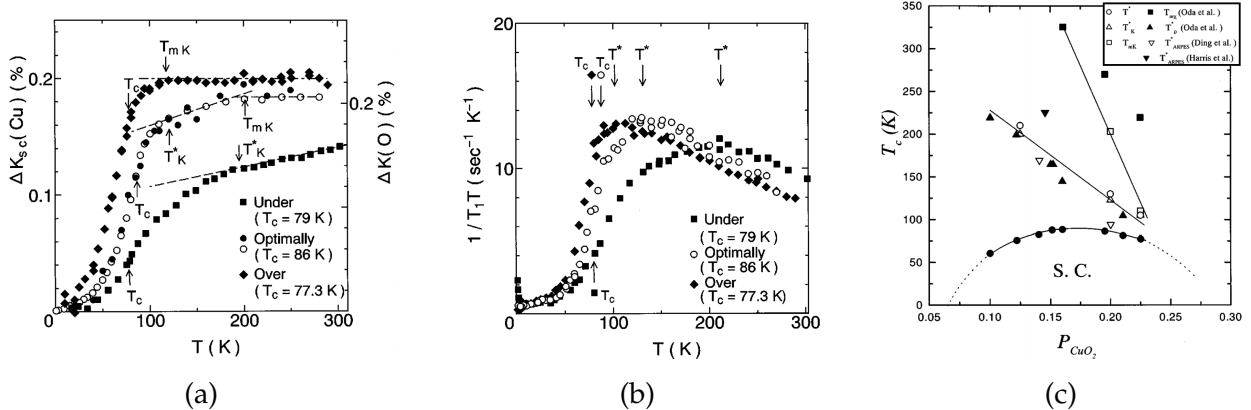 ΔK_sc (Cu) (%)
0.2
0.1
T_mK
T_c
T_mK
T*_K
T*_K
T_c
T_c
■ Under
(T_c = 79 K)
● Optimally
○ (T_c = 86 K)
◆ Over
(T_c = 77.3 K)
0 100 200 300
T (K)
0.2
ΔK(O) (%)
(a)
1/T₁T (sec⁻¹ K⁻¹)
20
10
0
T_c T_c T* T* T*
T_c
■ Under
(T_c = 79 K)
○ Optimally
(T_c = 86 K)
◆ Over
(T_c = 77.3 K)
0 100 200 300
T (K)
(b)
T_c (K)
375
350
300
250
200
150
100
50
0
○ T* ■ T_mχ (Oda et al.)
△ T*_K ▲ T*_ρ (Oda et al.)
□ T_mK ▽ T*_ARPES (Ding et al.)
▼ T*_ARPES (Harris et al.)
S. C.
0.05 0.10 0.15 0.20 0.25
P_CuO₂
(c)